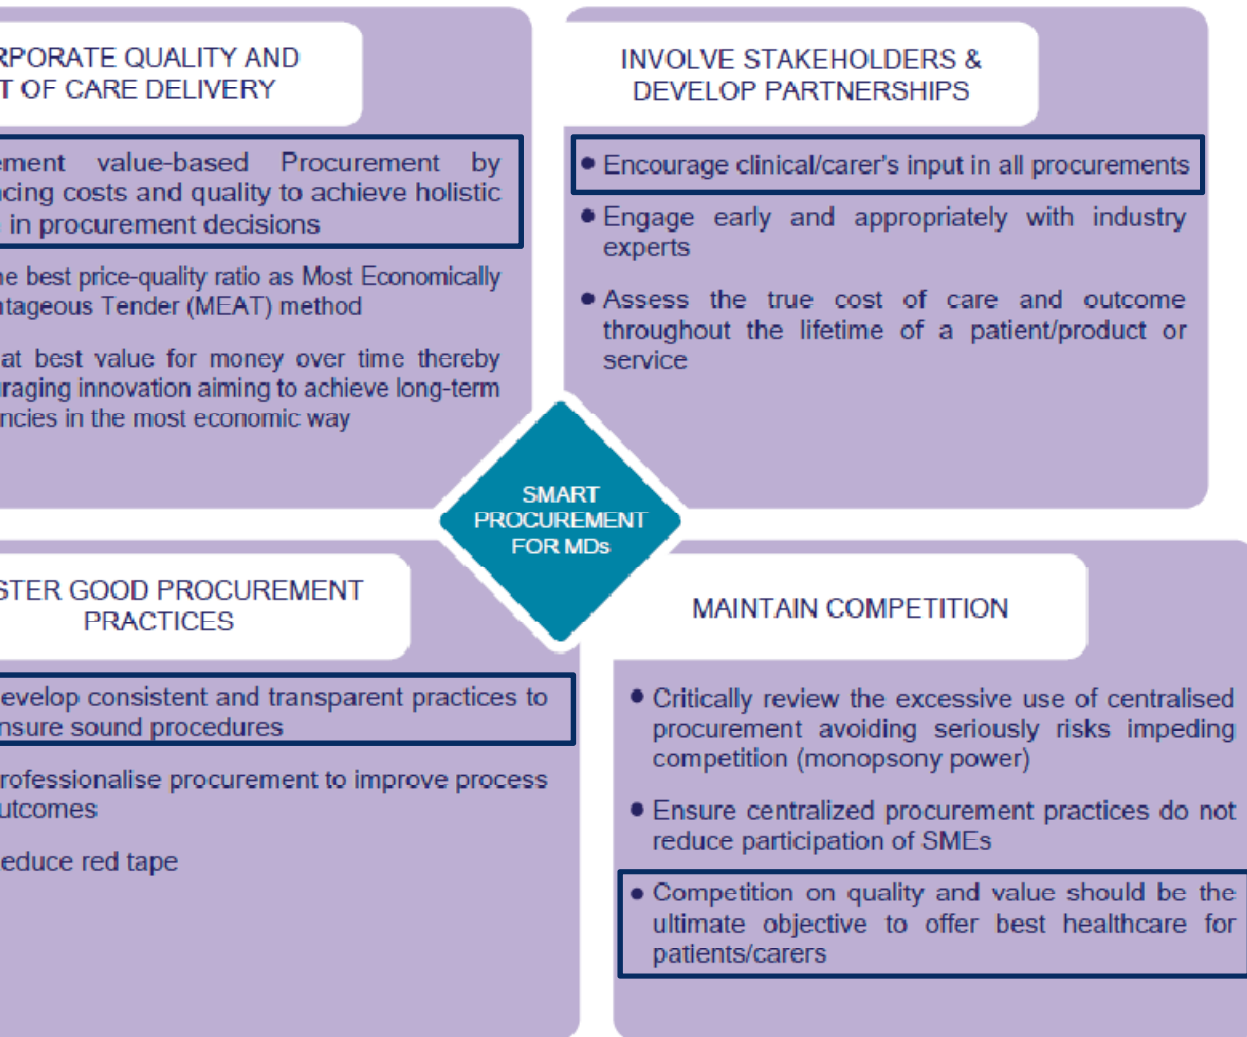 RPORATE QUALITY AND
T OF CARE DELIVERY
ement value-based Procurement by
cing costs and quality to achieve holistic
in procurement decisions
he best price-quality ratio as Most Economically
ntageous Tender (MEAT) method
at best value for money over time thereby
uraging innovation aiming to achieve long-term
ncies in the most economic way
INVOLVE STAKEHOLDERS &
DEVELOP PARTNERSHIPS
• Encourage clinical/carer's input in all procurements
• Engage early and appropriately with industry
experts
• Assess the true cost of care and outcome
throughout the lifetime of a patient/product or
service
SMART
PROCUREMENT
FOR MDs
STER GOOD PROCUREMENT
PRACTICES
evelop consistent and transparent practices to
nsure sound procedures
rofessionalise procurement to improve process
utcomes
educe red tape
MAINTAIN COMPETITION
• Critically review the excessive use of centralised
procurement avoiding seriously risks impeding
competition (monopsony power)
• Ensure centralized procurement practices do not
reduce participation of SMEs
• Competition on quality and value should be the
ultimate objective to offer best healthcare for
patients/carers